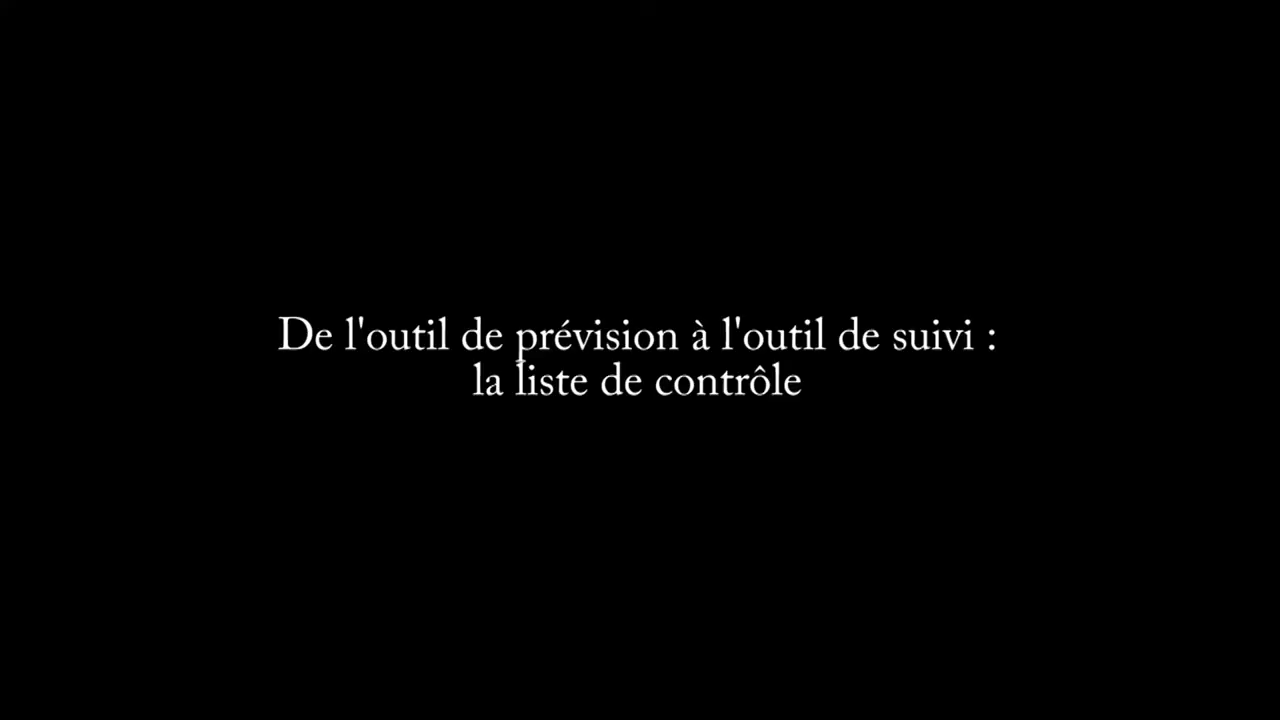 De l'outil de prévision à l'outil de suivi :
la liste de contrôle